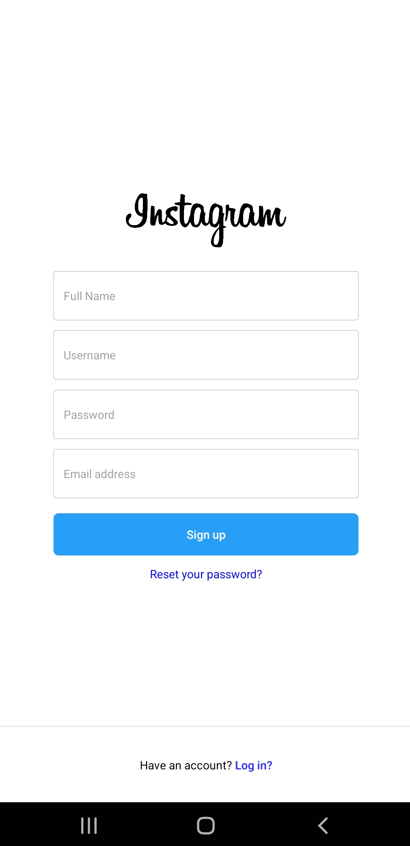 Instagram
Full Name
Username
Password
Email address
Sign up
Reset your password?
Have an account? Log in?